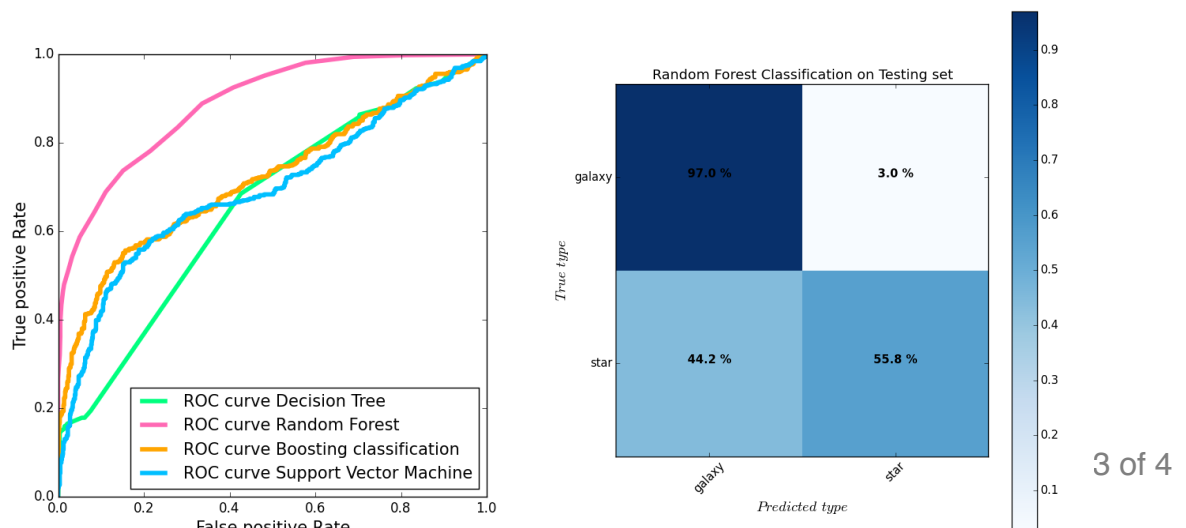 1.0
0.8
0.6
0.4
0.2
0.0
0.0 0.2 0.4 0.6 0.8 1.0
True positive Rate
False positive Rate
ROC curve Decision Tree
ROC curve Random Forest
ROC curve Boosting classification
ROC curve Support Vector Machine
Random Forest Classification on Testing set
galaxy
97.0 % 3.0 %
star
44.2 % 55.8 %
True type
galaxy star
Predicted type
0.9
0.8
0.7
0.6
0.5
0.4
0.3
0.2
0.1
3 of 4